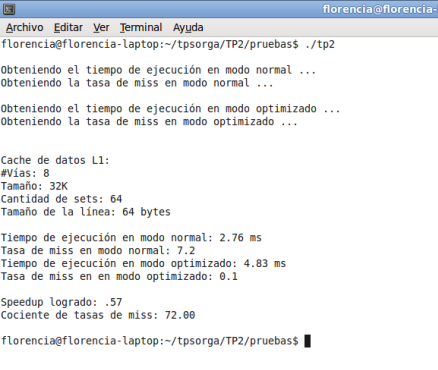 florencia@florencia-
Archivo Editar Ver Terminal Ayuda
florencia@florencia-laptop:~/tpsorga/TP2/pruebas$ ./tp2
Obteniendo el tiempo de ejecución en modo normal ...
Obteniendo la tasa de miss en modo normal ...
Obteniendo el tiempo de ejecución en modo optimizado ...
Obteniendo la tasa de miss en modo optimizado ...
Cache de datos L1:
#Vías: 8
Tamaño: 32K
Cantidad de sets: 64
Tamaño de la línea: 64 bytes
Tiempo de ejecución en modo normal: 2.76 ms
Tasa de miss en modo normal: 7.2
Tiempo de ejecución en modo optimizado: 4.83 ms
Tasa de miss en en modo optimizado: 0.1
Speedup logrado: .57
Cociente de tasas de miss: 72.00
florencia@florencia-laptop:~/tpsorga/TP2/pruebas$